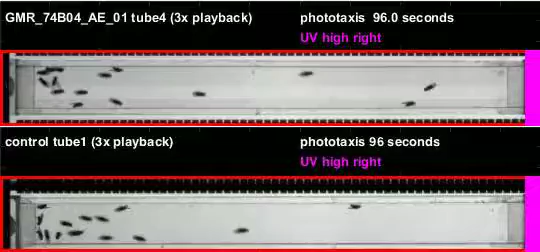 GMR_74B04_AE_01 tube4 (3x playback) phototaxis 96.0 seconds
UV high right
control tube1 (3x playback) phototaxis 96 seconds
UV high right